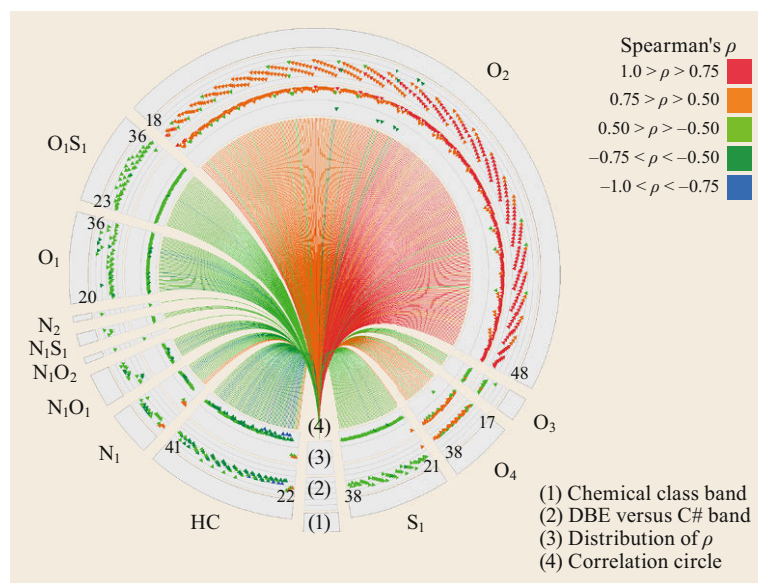 Spearman's ρ
1.0 > ρ > 0.75
0.75 > ρ > 0.50
0.50 > ρ > –0.50
–0.75 < ρ < –0.50
–1.0 < ρ < –0.75
O₂
18
36
O₁S₁
23
36
O₁
20
N₂
N₁S₁
N₁O₂
N₁O₁
N₁
41
HC
22
(4)
(3)
(2)
(1)
38
S₁
21
38
O₄
17
O₃
48
(1) Chemical class band
(2) DBE versus C# band
(3) Distribution of ρ
(4) Correlation circle